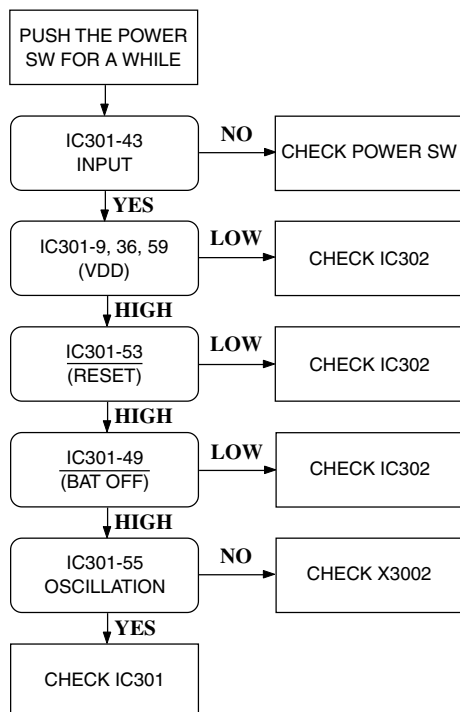 PUSH THE POWER
SW FOR A WHILE
IC301-43
INPUT
NO
CHECK POWER SW
YES
IC301-9, 36, 59
(VDD)
LOW
CHECK IC302
HIGH
IC301-53
(RESET)
LOW
CHECK IC302
HIGH
IC301-49
(BAT OFF)
LOW
CHECK IC302
HIGH
IC301-55
OSCILLATION
NO
CHECK X3002
YES
CHECK IC301